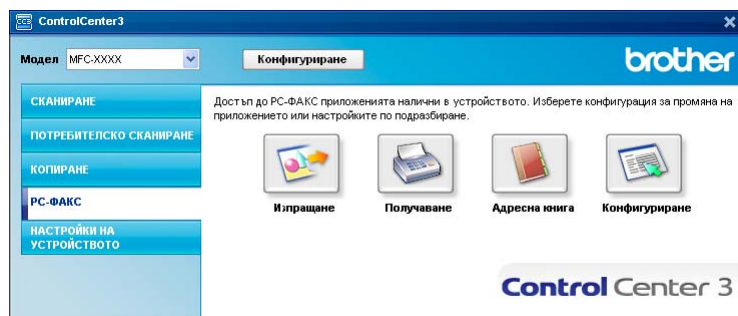 ControlCenter3
Модел MFC-XXXX Конфигуриране brother
СКАНИРАНЕ
ПОТРЕБИТЕЛСКО СКАНИРАНЕ
КОПИРАНЕ
РС-ФАКС
НАСТРОЙКИ НА
УСТРОЙСТВОТО
Достъп до РС-ФАКС приложенията налични в устройството. Изберете конфигурация за промяна на
приложението или настройките по подразбиране.
Изпращане Получаване Адресна книга Конфигуриране
Control Center 3